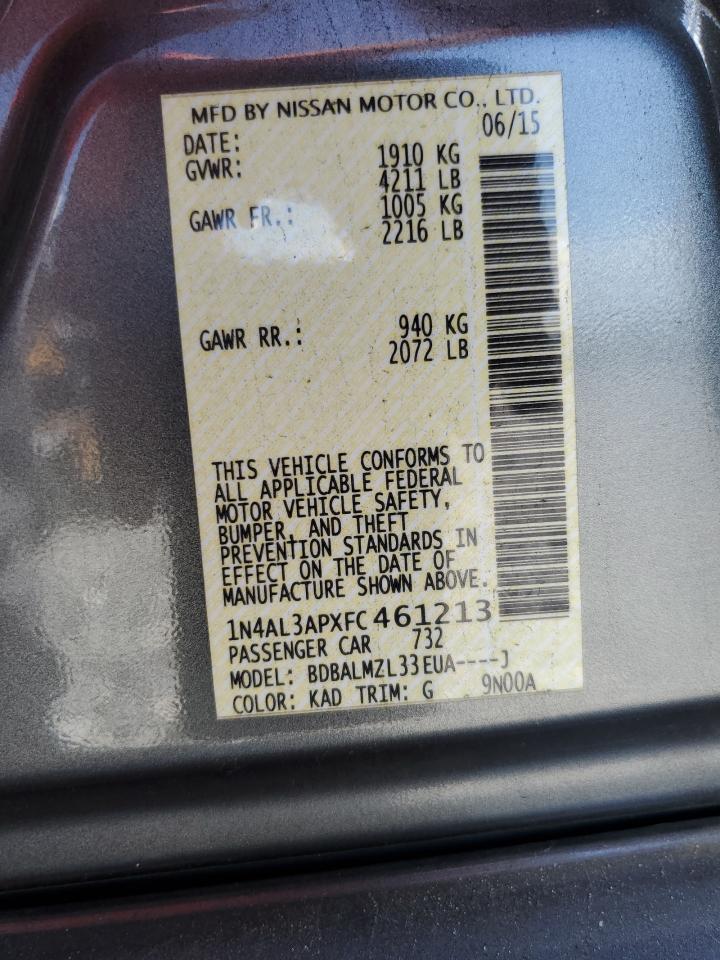 MFD BY NISSAN MOTOR CO., LTD.
DATE: 06/15
GVWR: 1910 KG
4211 LB
GAWR FR.: 1005 KG
2216 LB
GAWR RR.: 940 KG
2072 LB
THIS VEHICLE CONFORMS TO
ALL APPLICABLE FEDERAL
MOTOR VEHICLE SAFETY,
BUMPER, AND THEFT
PREVENTION STANDARDS IN
EFFECT ON THE DATE OF
MANUFACTURE SHOWN ABOVE.
1N4AL3APXFC461213
PASSENGER CAR 732
MODEL: BDBALMZL33EUA----J
COLOR: KAD TRIM: G 9N00A